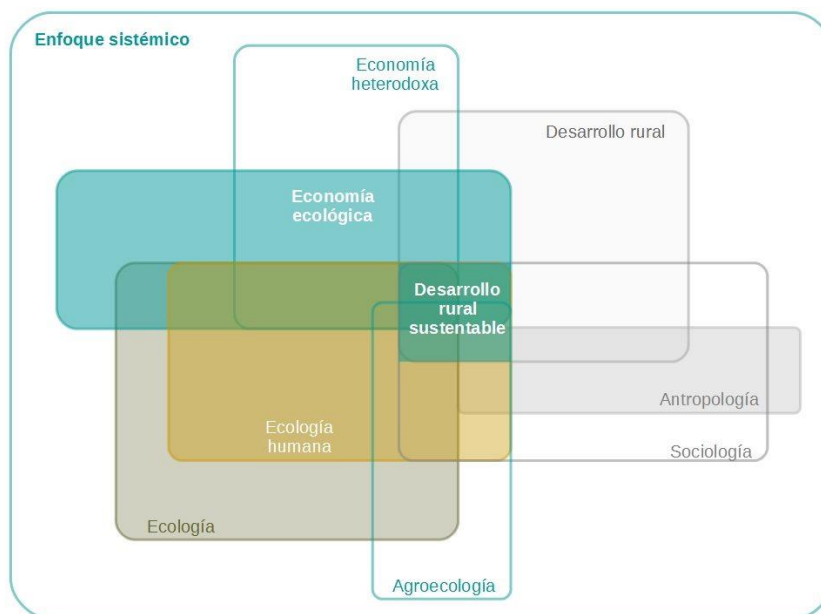 Enfoque sistémico
Economía
heterodoxa
Desarrollo rural
Economía
ecológica
Desarrollo
rural
sustentable
Antropología
Ecología
humana
Sociología
Ecología
Agroecología